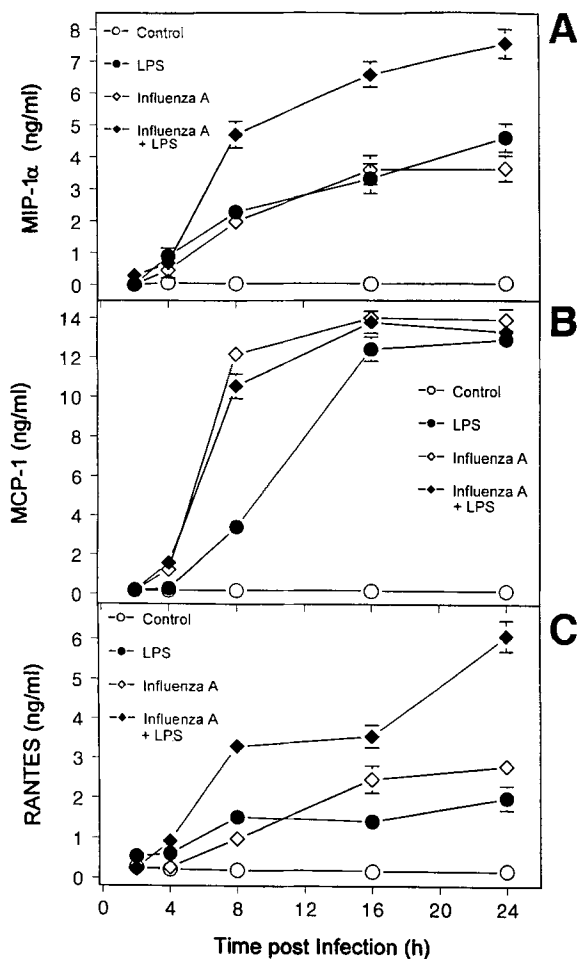 A
MIP-1α (ng/ml)
8
7
6
5
4
3
2
1
0
Control
LPS
Influenza A
Influenza A
+ LPS
B
MCP-1 (ng/ml)
14
12
10
8
6
4
2
0
Control
LPS
Influenza A
Influenza A
+ LPS
C
RANTES (ng/ml)
6
5
4
3
2
1
0
Control
LPS
Influenza A
Influenza A
+ LPS
0 4 8 12 16 20 24
Time post Infection (h)